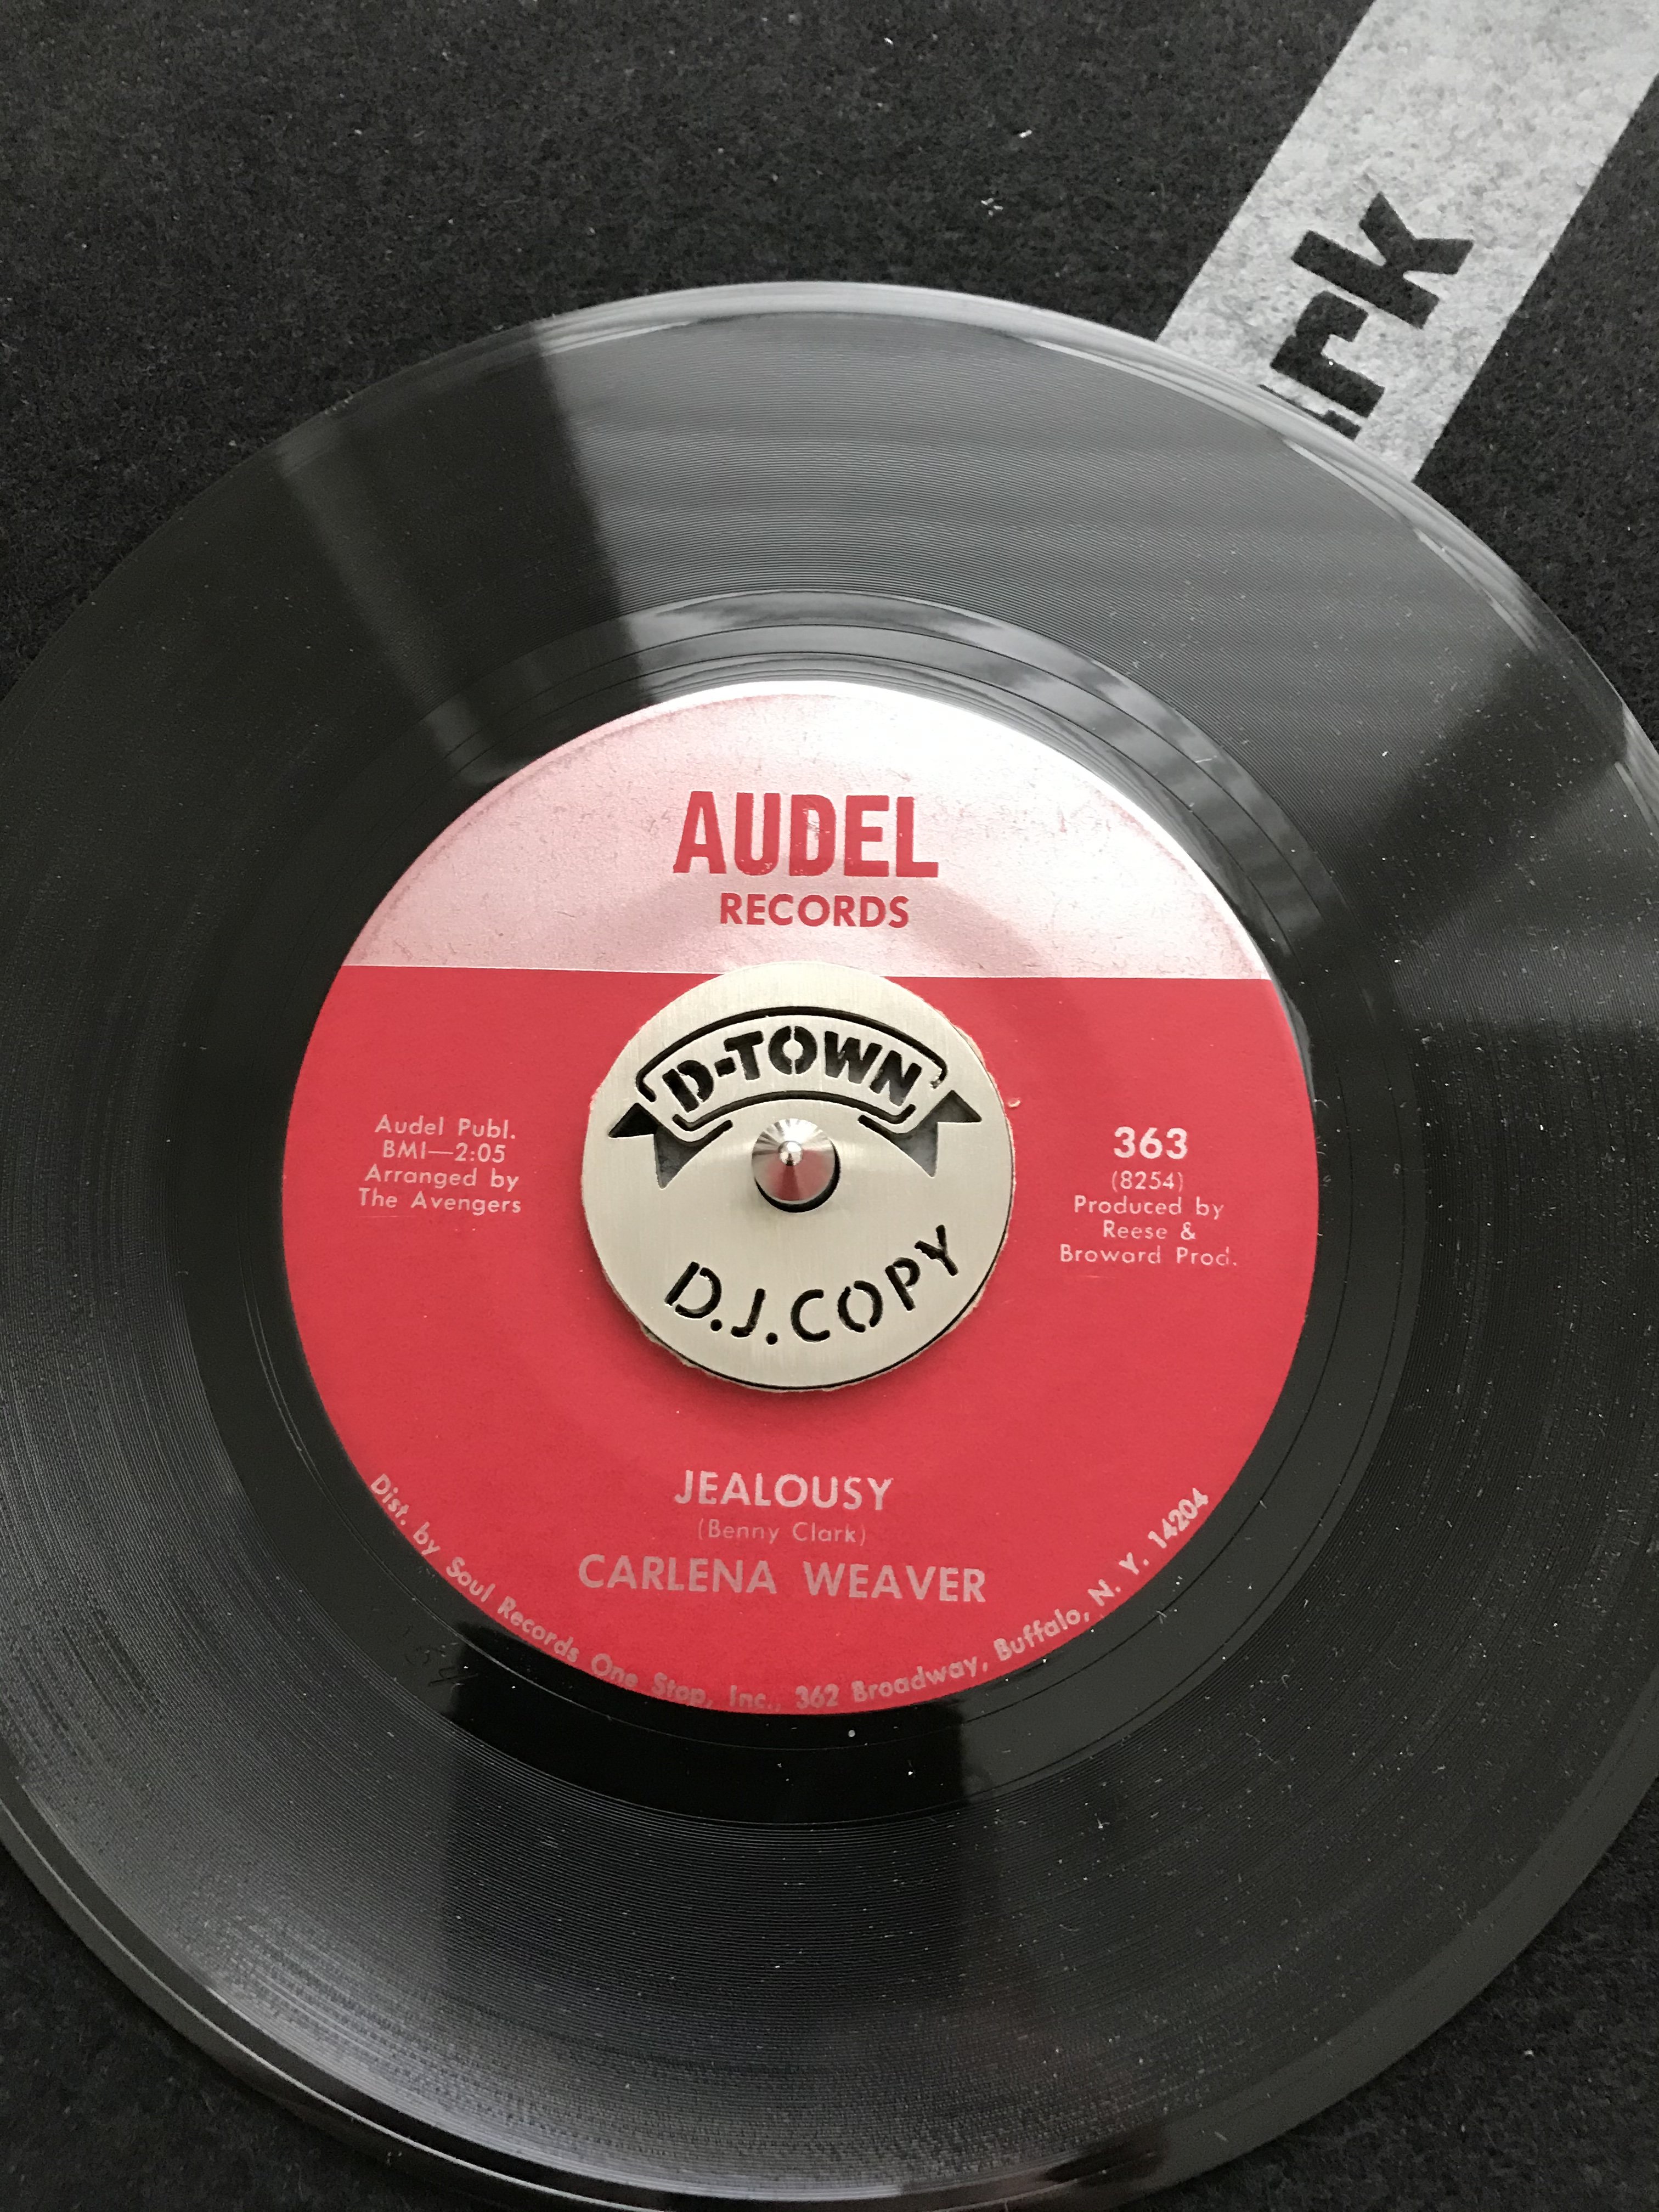 rk
AUDEL
RECORDS
D-TOWN
D.J.COPY
Audel Publ.
BMI—2:05
Arranged by
The Avengers
363
(8254)
Produced by
Reese &
Broward Prod.
JEALOUSY
(Benny Clark)
CARLENA WEAVER
Dist. by Soul Records One Stop, Inc., 362 Broadway, Buffalo, N. Y. 14204